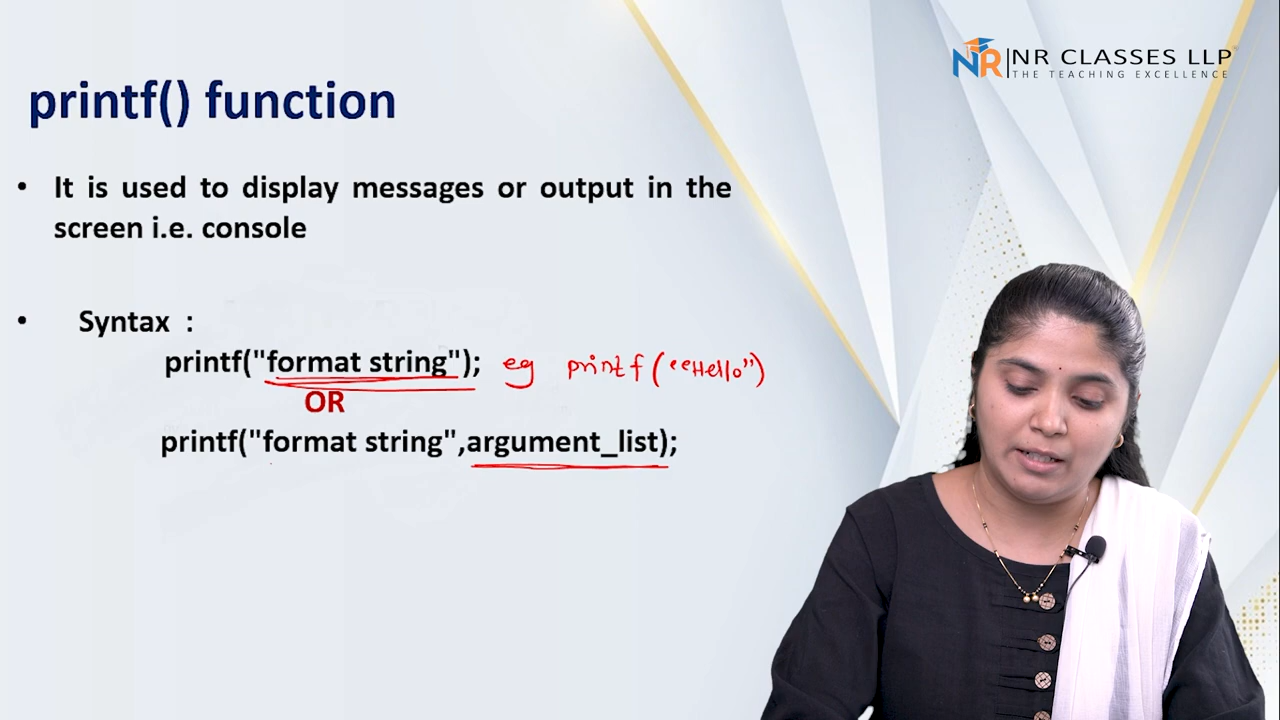 NR |NR CLASSES LLP
THE TEACHING EXCELLENCE
printf() function
• It is used to display messages or output in the
screen i.e. console
• Syntax :
printf("format string"); eg printf(“Hello”)
OR
printf("format string",argument_list);